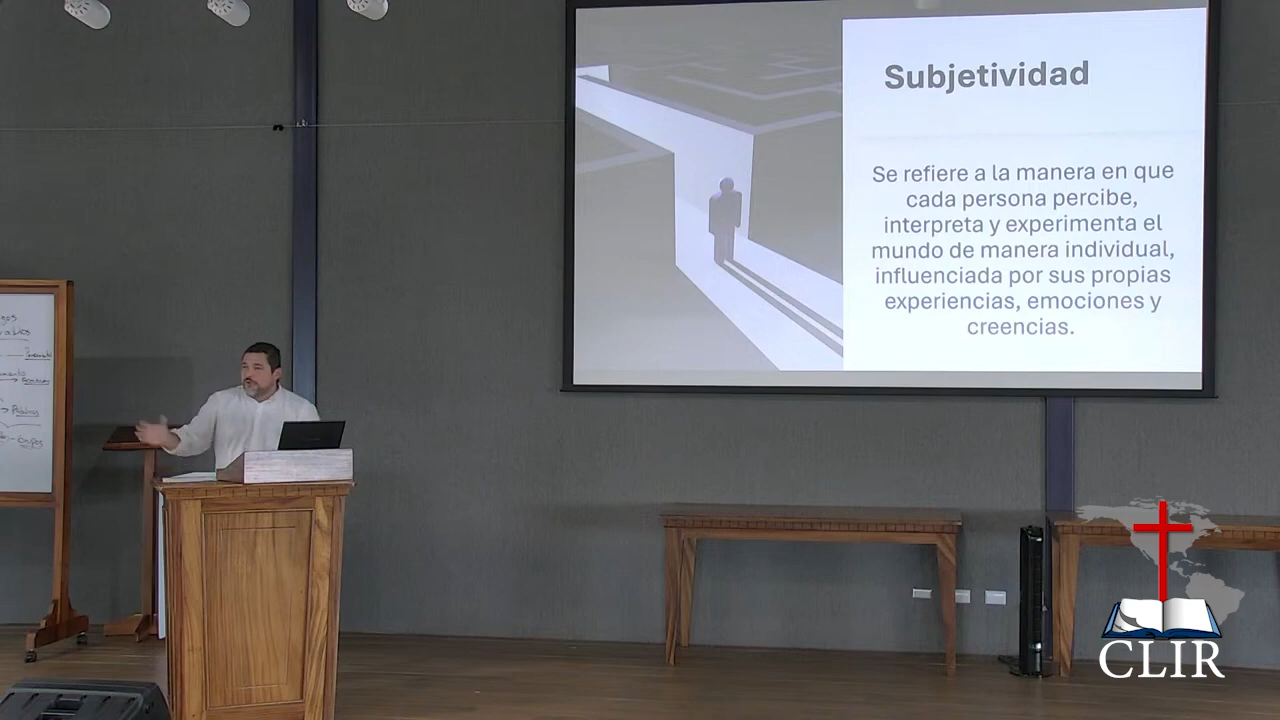 Subjetividad
Se refiere a la manera en que
cada persona percibe,
interpreta y experimenta el
mundo de manera individual,
influenciada por sus propias
experiencias, emociones y
creencias.
CLIR